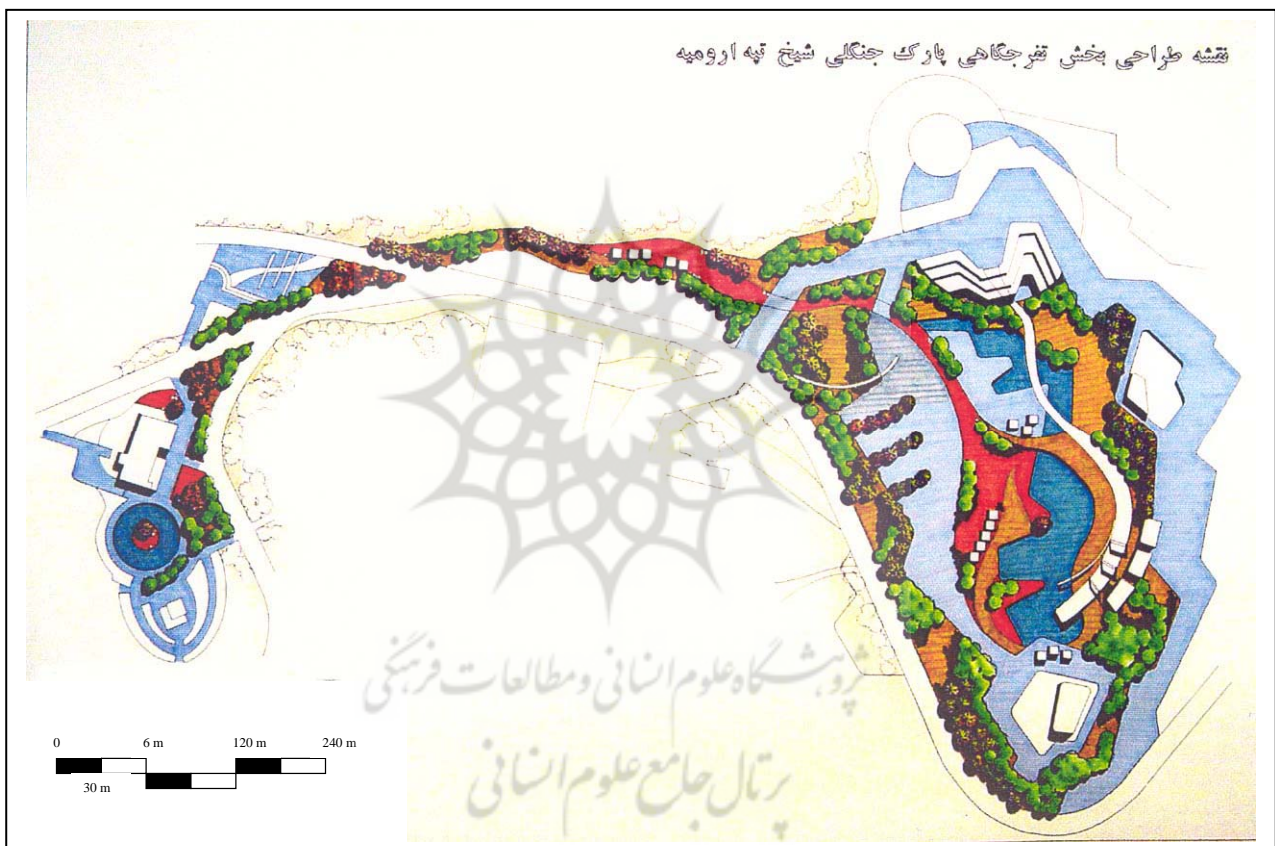 نقشه طراحی بخش تفرجگاهی پارک جنگلی شیخ تپه ارومیه
پژوهشگاه علوم انسانی و مطالعات فرهنگی
پرتال جامع علوم انسانی
0 6 m 120 m 240 m
30 m